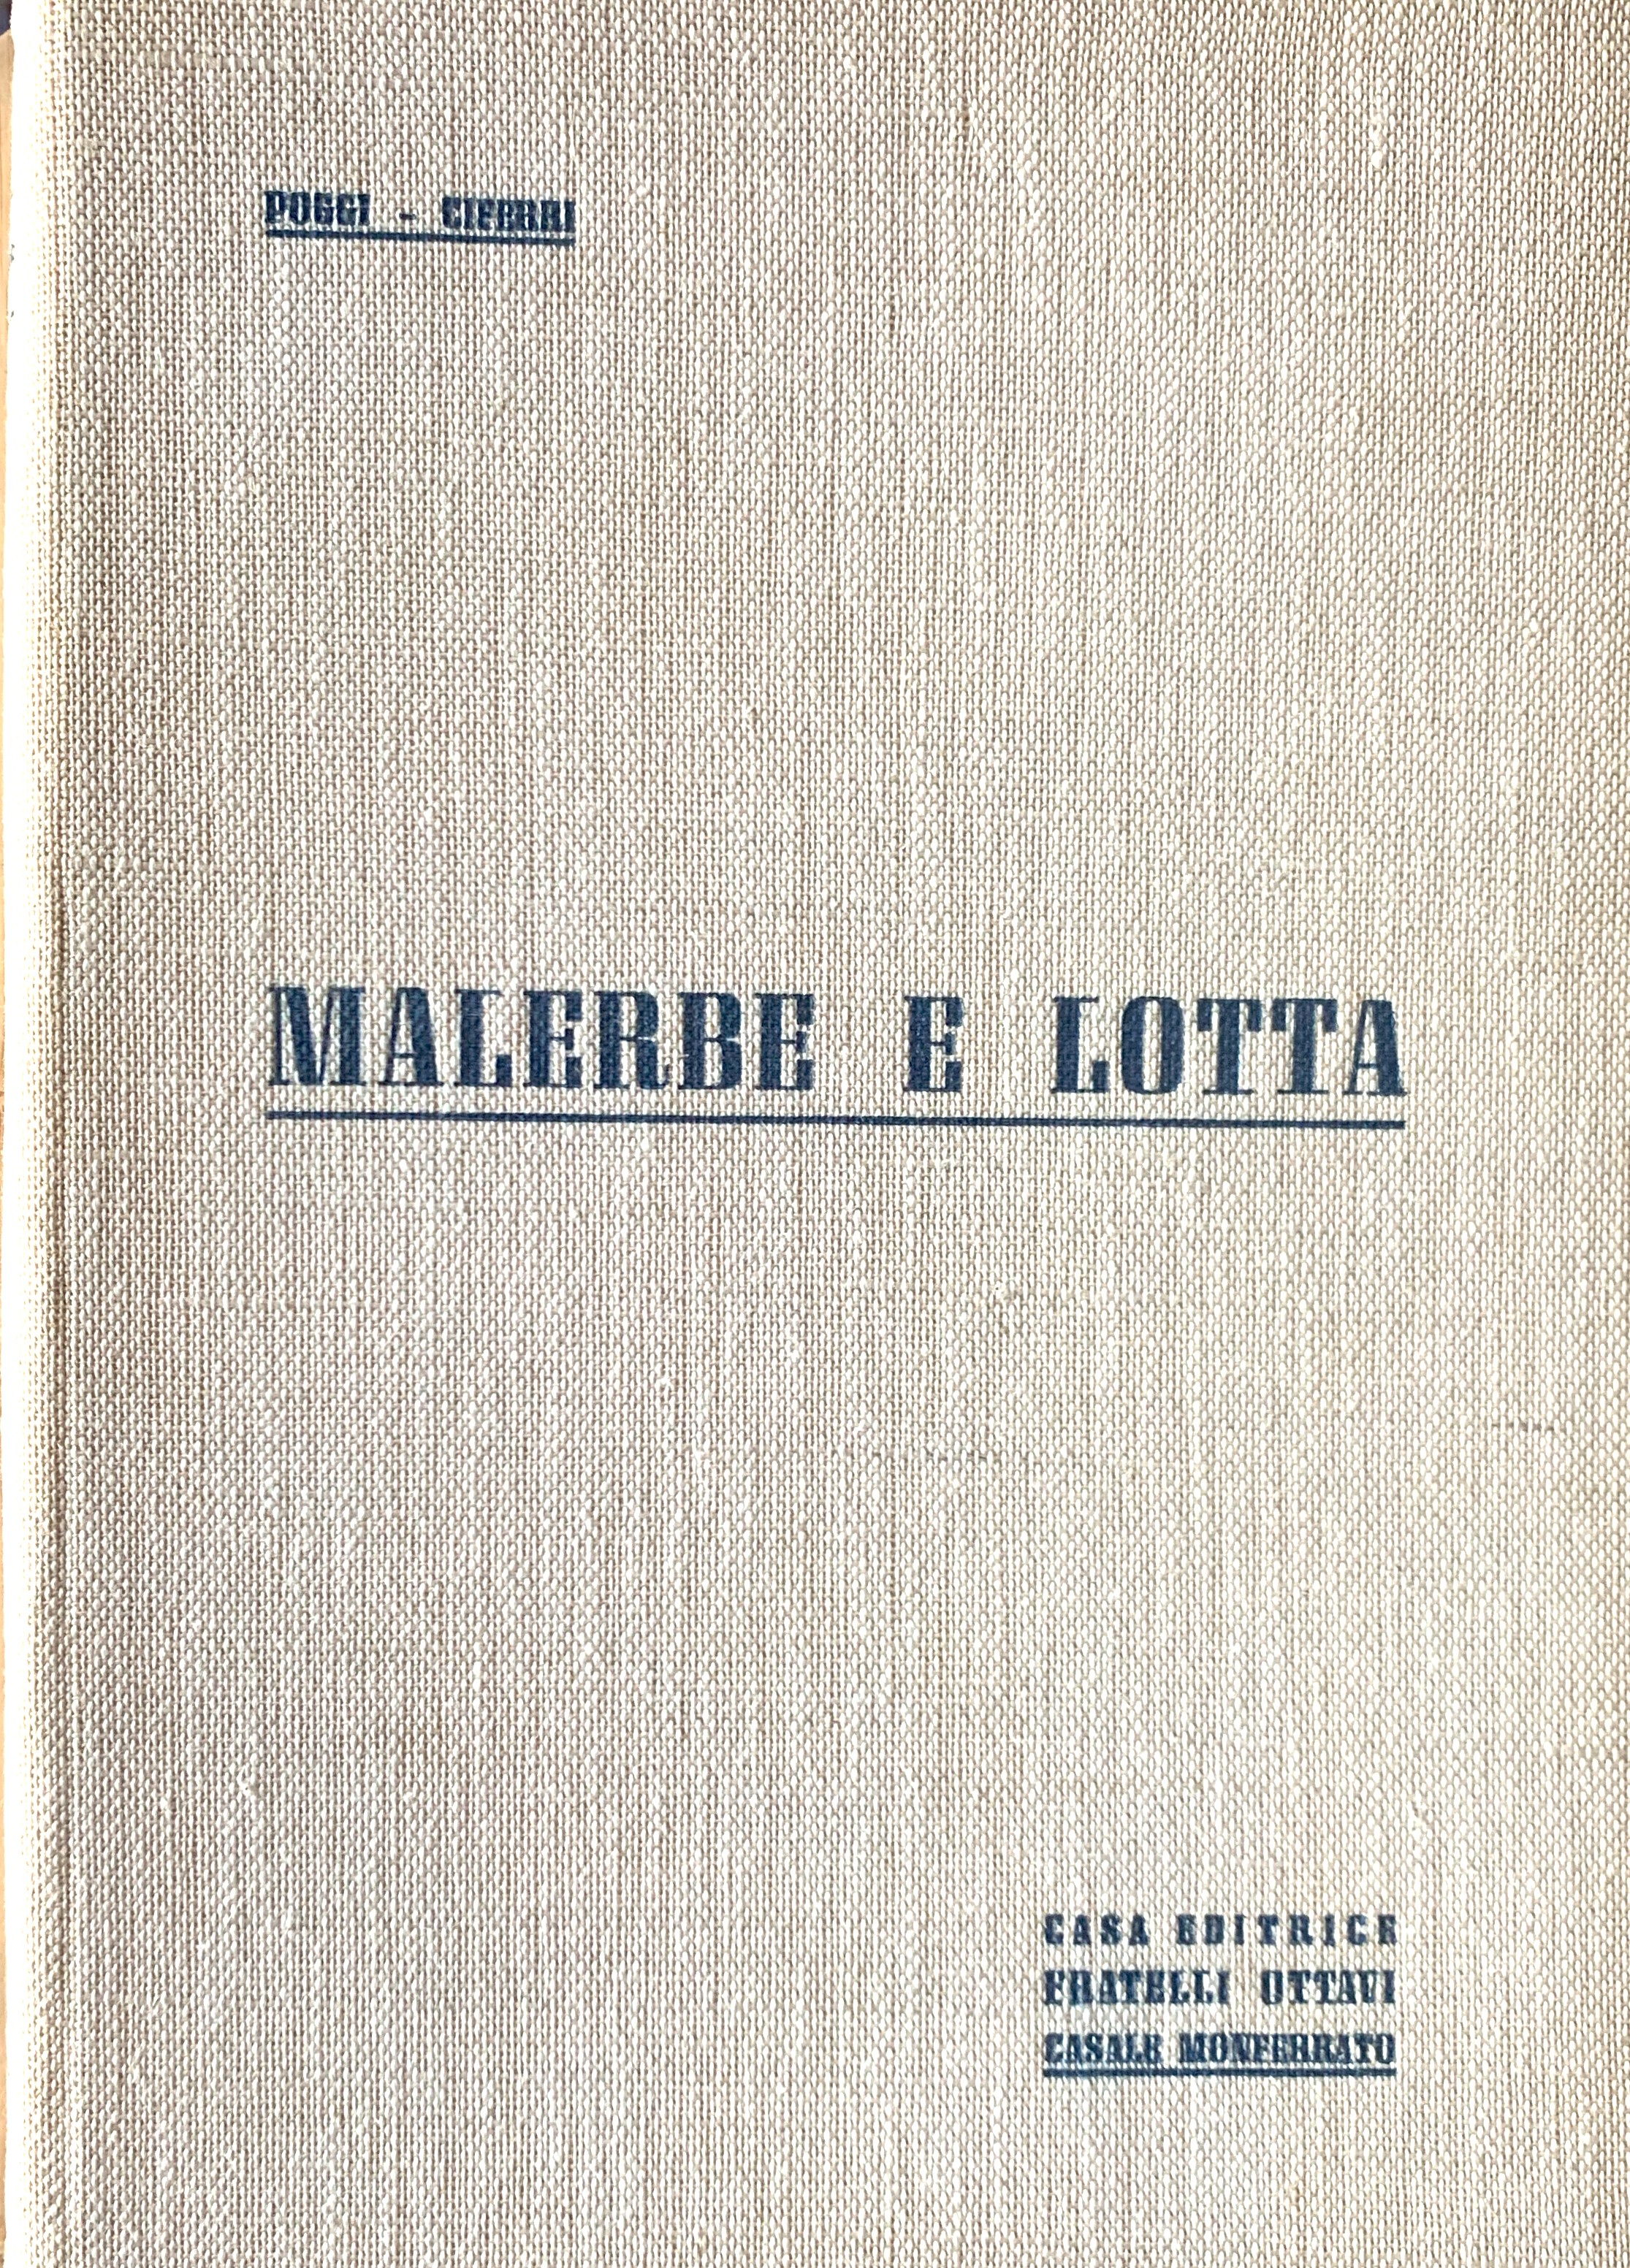 POGGI - CIFERRI
MALERBE E LOTTA
CASA EDITRICE
FRATELLI OTTAVI
CASALE MONFERRATO